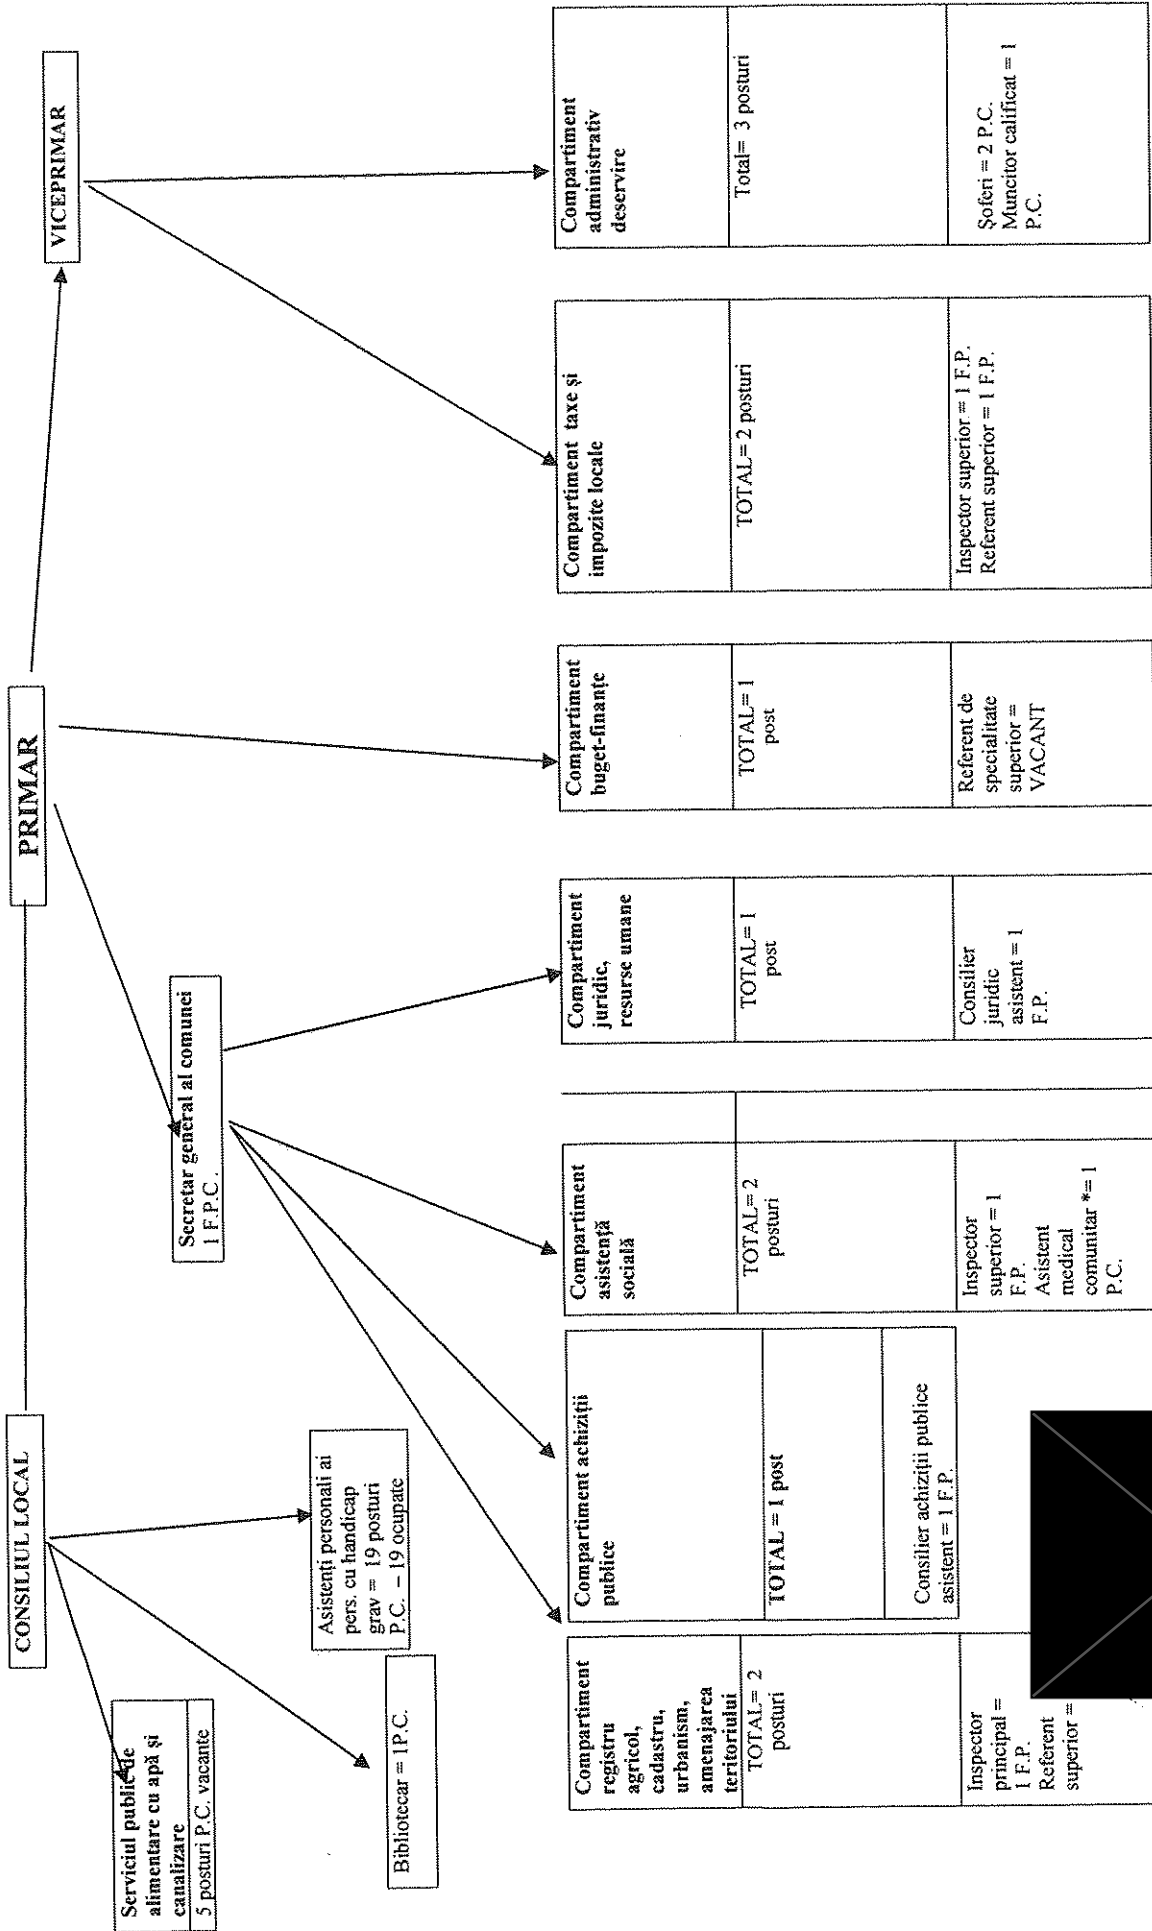 CONSILIUL LOCAL
PRIMAR
VICEPRIMAR
Serviciul public de
alimentare cu apă și
canalizare
5 posturi P.C. vacante
Bibliotecar = 1P.C.
Asistenți personali ai
pers. cu handicap
grav = 19 posturi
P.C. – 19 ocupate
Secretar general al comunei
1 F.P.C .
Compartiment
registru
agricol,
cadastru,
urbanism,
amenajarea
teritoriului
TOTAL= 2
posturi
Inspector
principal =
1 F.P.
Referent
superior =
Compartiment achiziții
publice
TOTAL = 1 post
Consilier achiziții publice
asistent = 1 F.P.
Compartiment
asistență
socială
TOTAL= 2
posturi
Inspector
superior = 1
F.P.
Asistent
medical
comunitar *= 1
P.C.
Compartiment
juridic,
resurse umane
TOTAL= 1
post
Consilier
juridic
asistent = 1
F.P.
Compartiment
buget-finanțe
TOTAL= 1
post
Referent de
specialitate
superior =
VACANT
Compartiment taxe și
impozite locale
TOTAL= 2 posturi
Inspector superior = 1 F.P.
Referent superior = 1 F.P.
Compartiment
administrativ
deservire
Total= 3 posturi
Șoferi = 2 P.C.
Muncitor calificat = 1
P.C.